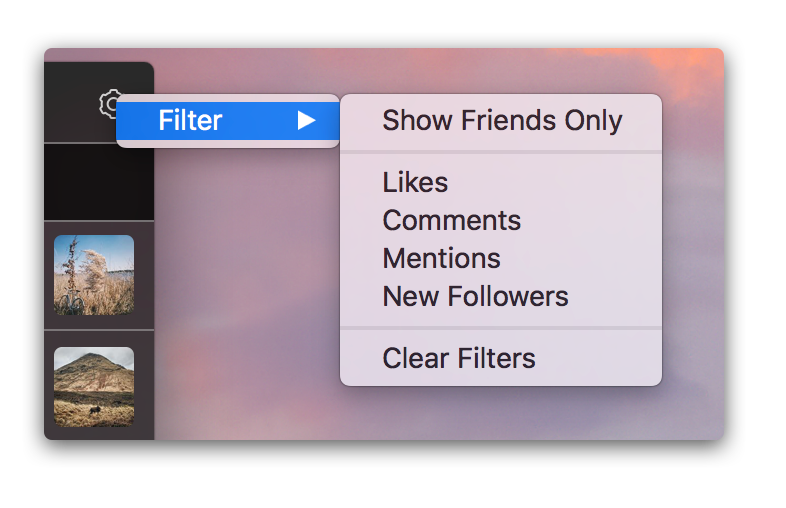 Filter
Show Friends Only
Likes
Comments
Mentions
New Followers
Clear Filters